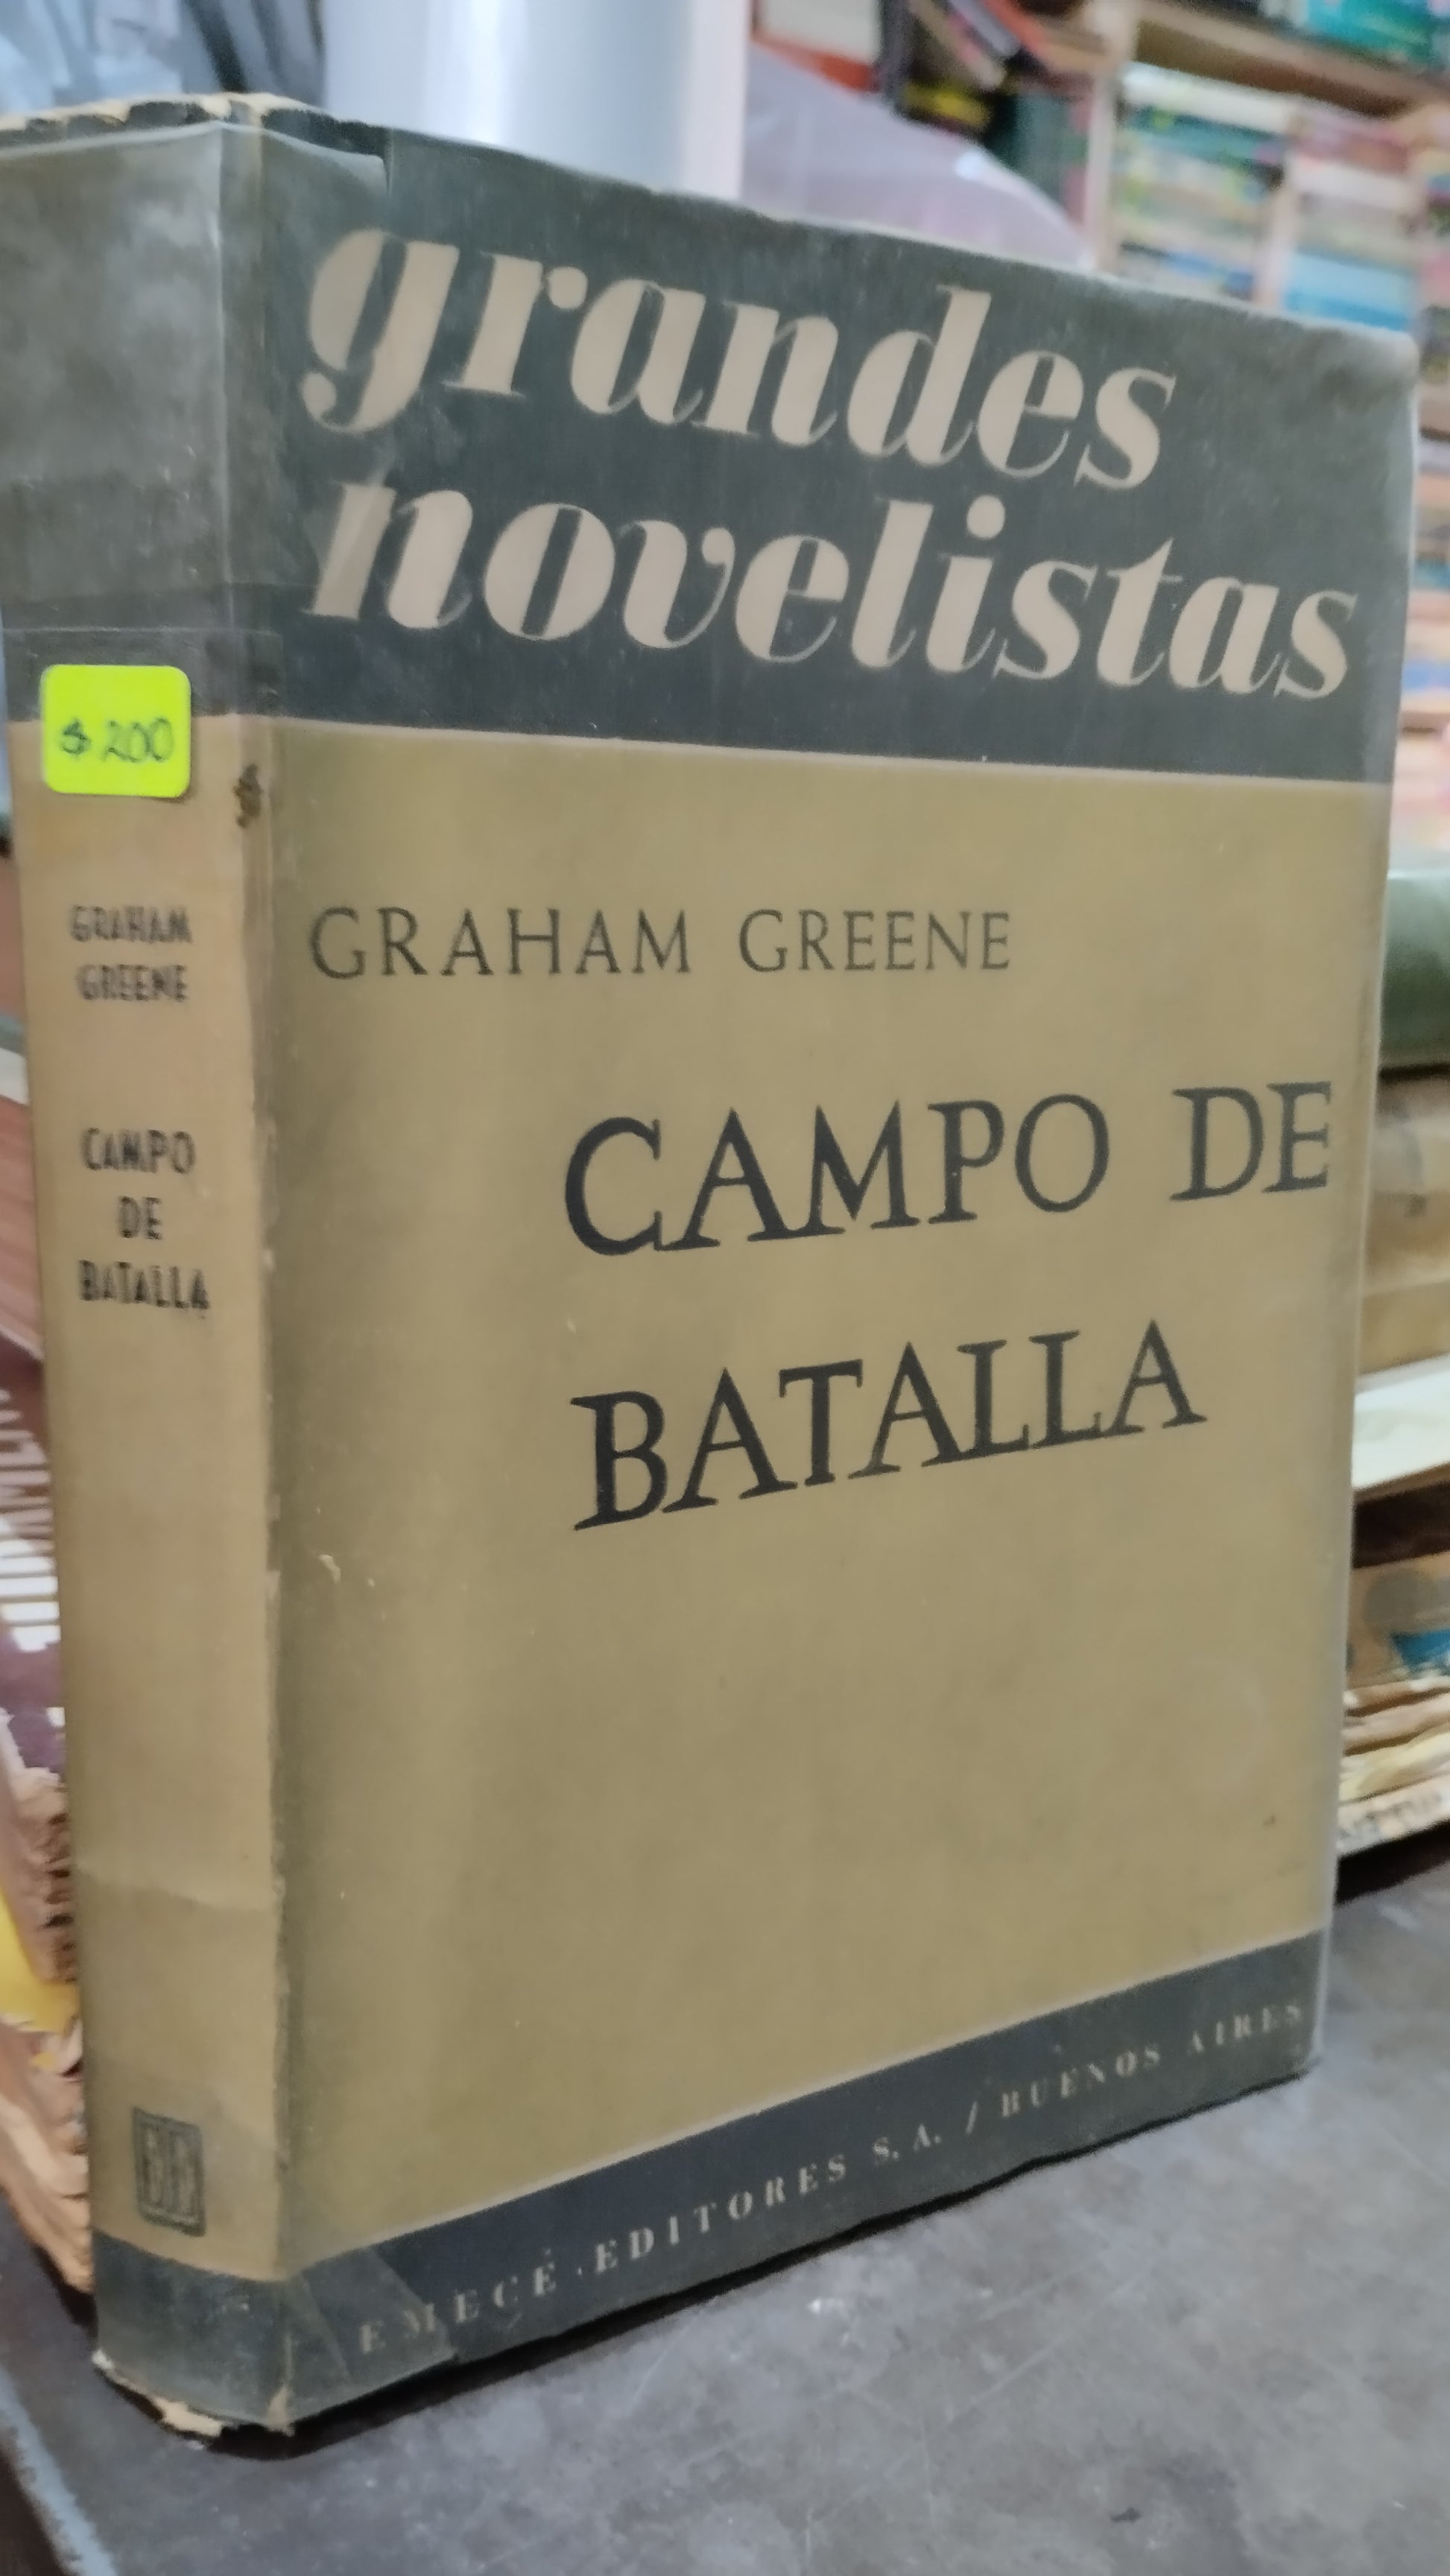 grandes
novelistas
$200
GRAHAM
GREENE
CAMPO
DE
BATALLA
GRAHAM GREENE
CAMPO DE
BATALLA
EMECÉ EDITORES S.A. / BUENOS AIRES